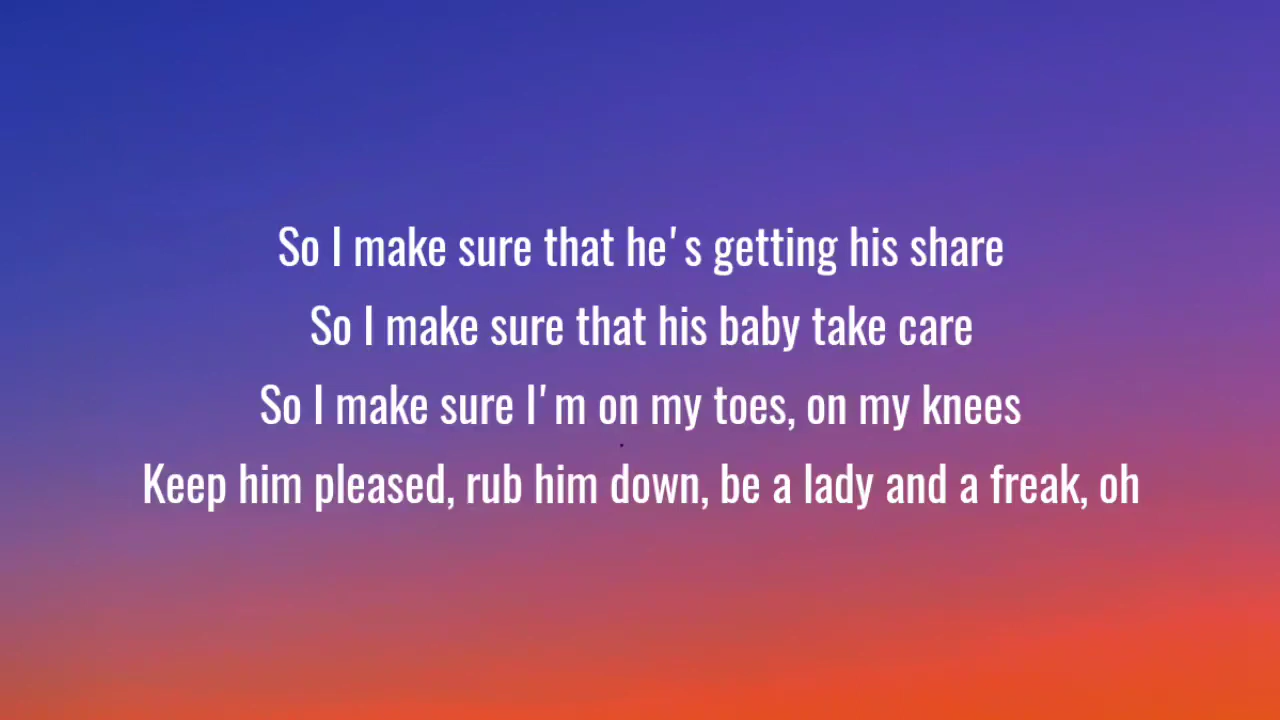 So I make sure that he's getting his share
So I make sure that his baby take care
So I make sure I'm on my toes, on my knees
Keep him pleased, rub him down, be a lady and a freak, oh